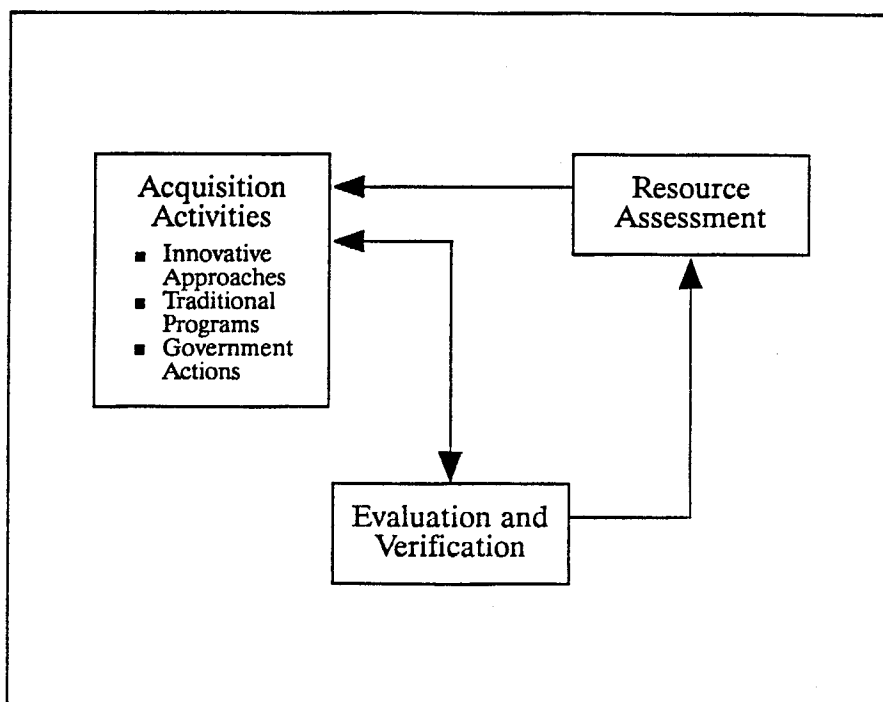 Acquisition
Activities
■ Innovative
Approaches
■ Traditional
Programs
■ Government
Actions
Resource
Assessment
Evaluation and
Verification